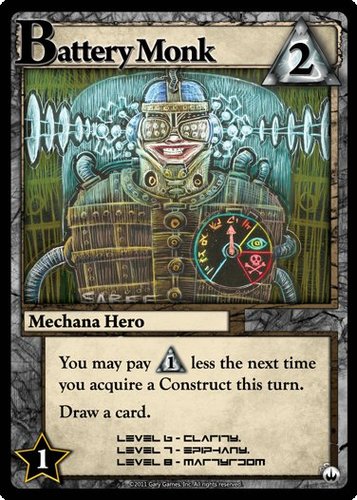 Battery Monk
2
SABEE
Mechana Hero
You may pay 1 less the next time
you acquire a Construct this turn.
Draw a card.
LEVEL 6 - CLARITY.
LEVEL 7 - EPIPHANY.
LEVEL 8 - MARTYRDOM
1
©2011 Gary Games, Inc. All rights reserved.